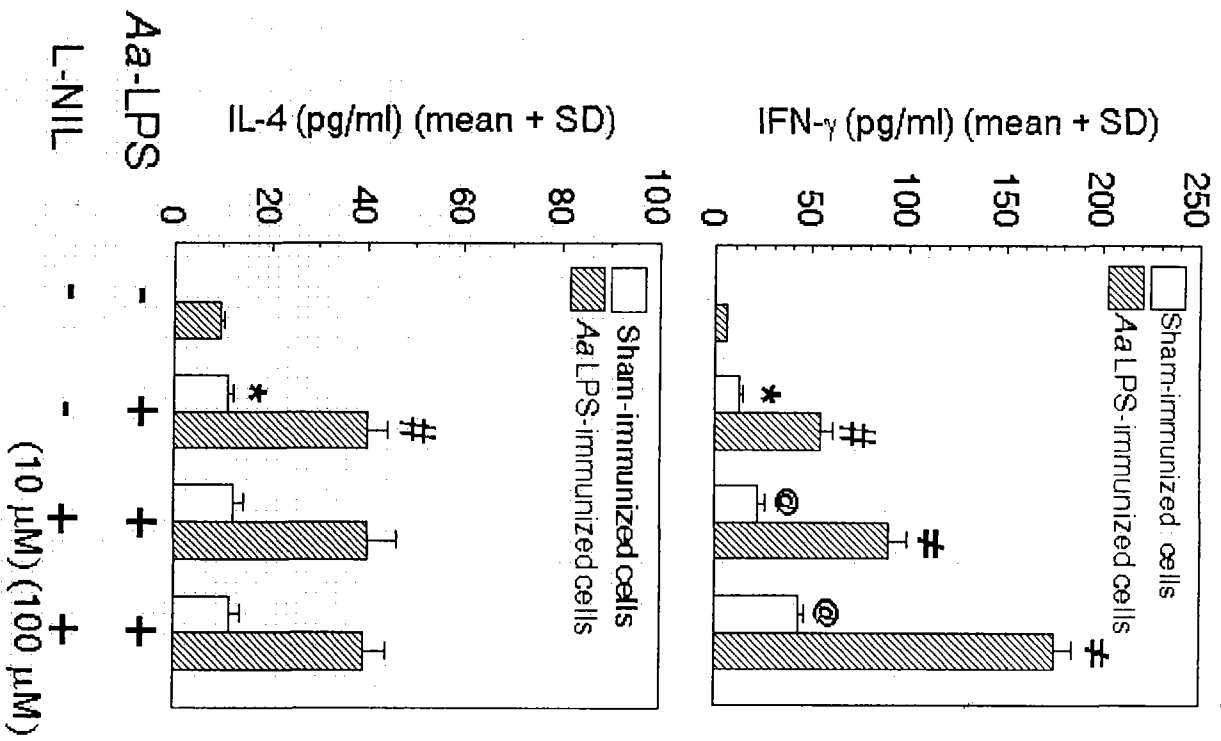 IFN-γ (pg/ml) (mean + SD)
250
200
150
100
50
0
Sham-immunized cells
Aa LPS-immunized cells
* # @ # @ #
IL-4 (pg/ml) (mean + SD)
100
80
60
40
20
0
Sham-immunized cells
Aa LPS-immunized cells
* #
Aa-LPS - + + +
L-NIL - - + +
(10 µM) (100 µM)